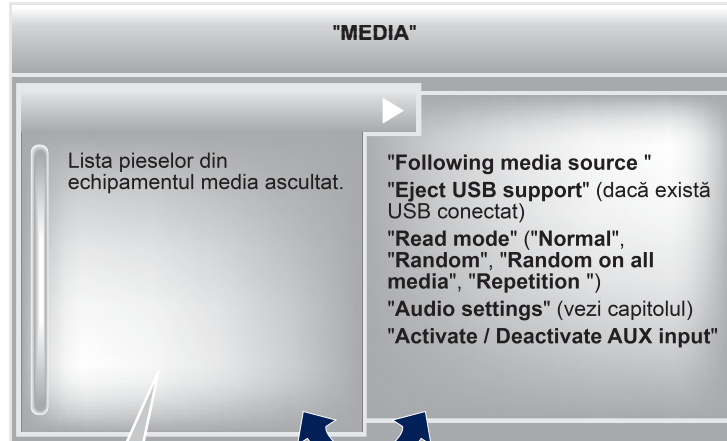 "MEDIA"
Lista pieselor din
echipamentul media ascultat.
"Following media source "
"Eject USB support" (dacă există
USB conectat)
"Read mode" ("Normal",
"Random", "Random on all
media", "Repetition ")
"Audio settings" (vezi capitolul)
"Activate / Deactivate AUX input"